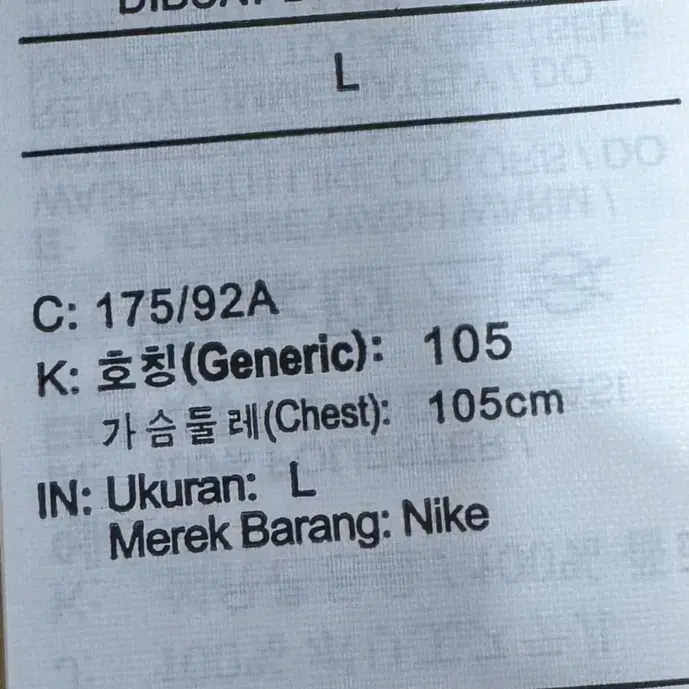 L
C: 175/92A
K: 호칭(Generic): 105
가슴둘레(Chest): 105cm
IN: Ukuran: L
Merek Barang: Nike